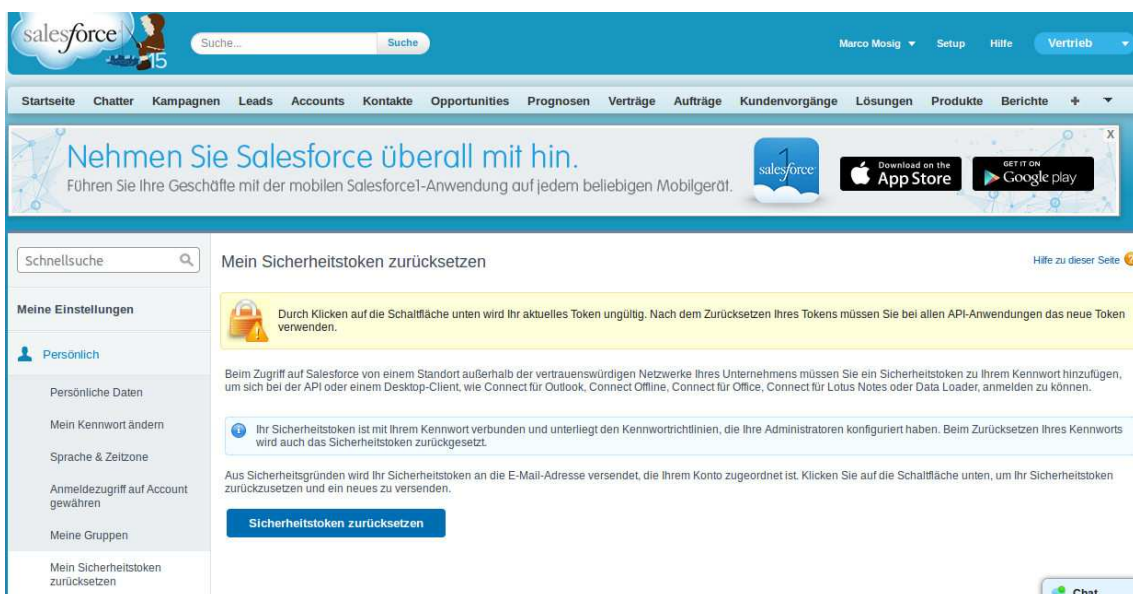 salesforce
15
Suche...
Suche
Marco Mosig
Setup
Hilfe
Vertrieb
Startseite Chatter Kampagnen Leads Accounts Kontakte Opportunities Prognosen Verträge Aufträge Kundenvorgänge Lösungen Produkte Berichte +
Nehmen Sie Salesforce überall mit hin.
Führen Sie Ihre Geschäfte mit der mobilen Salesforce1-Anwendung auf jedem beliebigen Mobilgerät.
1
salesforce
Download on the
App Store
GET IT ON
Google play
X
Schnellsuche
Mein Sicherheitstoken zurücksetzen
Hilfe zu dieser Seite ?
Meine Einstellungen
Durch Klicken auf die Schaltfläche unten wird Ihr aktuelles Token ungültig. Nach dem Zurücksetzen Ihres Tokens müssen Sie bei allen API-Anwendungen das neue Token
verwenden.
Persönlich
Persönliche Daten
Mein Kennwort ändern
Sprache & Zeitzone
Anmeldezugriff auf Account
gewähren
Meine Gruppen
Mein Sicherheitstoken
zurücksetzen
Beim Zugriff auf Salesforce von einem Standort außerhalb der vertrauenswürdigen Netzwerke Ihres Unternehmens müssen Sie ein Sicherheitstoken zu Ihrem Kennwort hinzufügen,
um sich bei der API oder einem Desktop-Client, wie Connect für Outlook, Connect Offline, Connect für Office, Connect für Lotus Notes oder Data Loader, anmelden zu können.
Ihr Sicherheitstoken ist mit Ihrem Kennwort verbunden und unterliegt den Kennwortrichtlinien, die Ihre Administratoren konfiguriert haben. Beim Zurücksetzen Ihres Kennworts
wird auch das Sicherheitstoken zurückgesetzt.
Aus Sicherheitsgründen wird Ihr Sicherheitstoken an die E-Mail-Adresse versendet, die Ihrem Konto zugeordnet ist. Klicken Sie auf die Schaltfläche unten, um Ihr Sicherheitstoken
zurückzusetzen und ein neues zu versenden.
Sicherheitstoken zurücksetzen
Chat